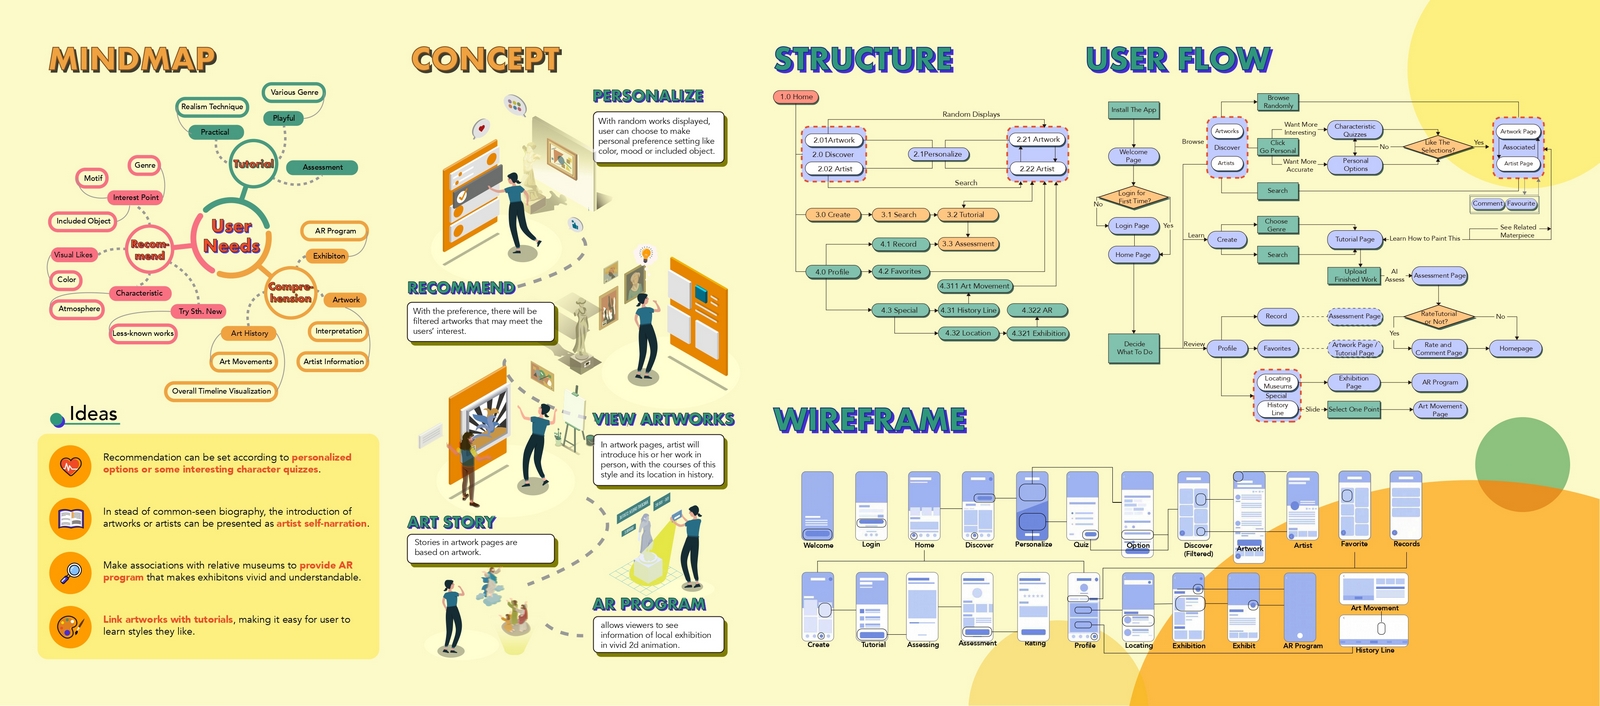 MINDMAP
Various Genre
Realism Technique
Playful
Practical
Tutorial
Assessment
Genre
Motif
Interest Point
Included Object
User
Needs
Recom-
mend
Visual Likes
Color
Characteristic
Atmosphere
Try Sth. New
Less-known works
AR Program
Exhibiton
Compre-
hension
Artwork
Art History
Interpretation
Art Movements
Artist Information
Overall Timeline Visualization
Ideas
Recommendation can be set according to personalized
options or some interesting character quizzes.
In stead of common-seen biography, the introduction of
artworks or artists can be presented as artist self-narration.
Make associations with relative museums to provide AR
program that makes exhibitons vivid and understandable.
Link artworks with tutorials, making it easy for user to
learn styles they like.
CONCEPT
PERSONALIZE
With random works displayed,
user can choose to make
personal preference setting like
color, mood or included object.
RECOMMEND
With the preference, there will be
filtered artworks that may meet the
users' interest.
VIEW ARTWORKS
In artwork pages, artist will
introduce his or her work in
person, with the courses of this
style and its location in history.
ART STORY
Stories in artwork pages are
based on artwork.
AR PROGRAM
allows viewers to see
information of local exhibition
in vivid 2d animation.
STRUCTURE
1.0 Home
Random Displays
2.01Artwork
2.0 Discover
2.02 Artist
2.1Personalize
2.21 Artwork
2.22 Artist
Search
3.0 Create
3.1 Search
3.2 Tutorial
3.3 Assessment
4.1 Record
4.0 Profile
4.2 Favorites
4.311 Art Movement
4.3 Special
4.31 History Line
4.322 AR
4.32 Location
4.321 Exhibition
USER FLOW
Install The App
Welcome
Page
Login for
First Time?
No
Login Page
Yes
Home Page
Decide
What To Do
Browse
Artworks
Discover
Artists
Browse
Randomly
Want More
Interesting
Click
Go Personal
Want More
Accurate
Characteristic
Quizzes
No
Personal
Options
Like The
Selections?
Yes
Artwork Page
Associated
Artist Page
Search
Comment
Favourite
Learn
Create
Choose
Genre
Search
Tutorial Page
Learn How to Paint This
See Related
Materpiece
Upload
Finished Work
AI
Assess
Assessment Page
Rate Tutorial
or Not?
No
Yes
Record
Assessment Page
Review
Profile
Favorites
Artwork Page /
Tutorial Page
Rate and
Comment Page
Homepage
Locating
Museums
Special
History
Line
Exhibition
Page
AR Program
Slide
Select One Point
Art Movement
Page
WIREFRAME
Welcome
Login
Home
Discover
Personalize
Quiz
Option
Discover
(Filtered)
Artwork
Artist
Favorite
Records
Create
Tutorial
Assessing
Assessment
Rating
Profile
Locating
Exhibition
Exhibit
AR Program
Art Movement
History Line